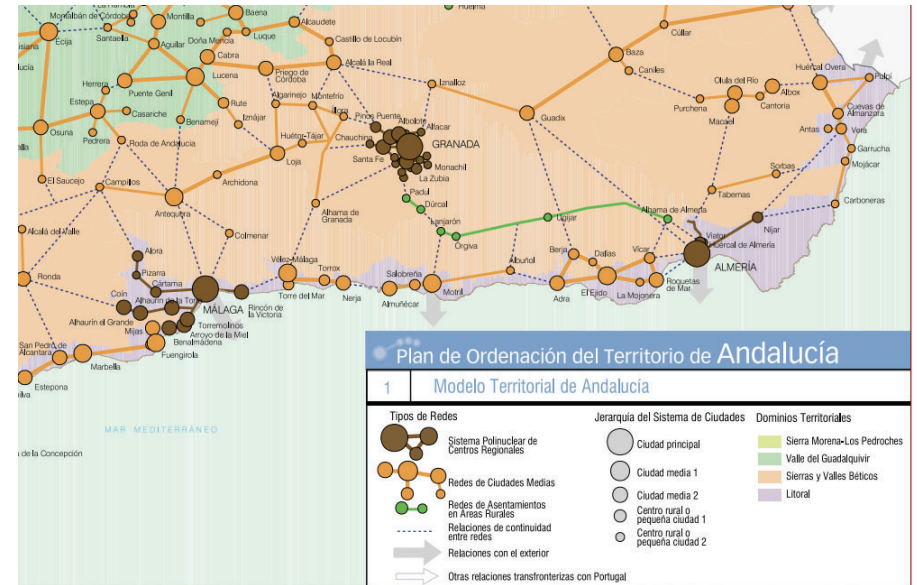 Montalbán de Córdoba
Montilla
Baena
Alcaudete
Huelma
Cúllar
Écija
Santaella
Aguilar
Doña Mencía
Luque
Castillo de Locubín
Cabra
Alcalá la Real
Baza
Caniles
Huércal Overa
Pulpí
Herrera
Puente Genil
Lucena
Priego de
Córdoba
Iznalloz
Olula del Río
Albox
Estepa
Casariche
Rute
Algarinejo
Montefrío
Íllora
Pinos Puente
Albolote
Alfacar
Guadix
Purchena
Cantoria
Macael
Cuevas de
Almanzora
Osuna
Pedrera
Benamejí
Iznájar
Huétor-Tájar
Chauchina
GRANADA
Antas
Vera
Roda de Andalucía
Loja
Santa Fe
Monachil
La Zubia
Garrucha
Mojácar
El Saucejo
Campillos
Archidona
Padul
Sorbas
Tabernas
Antequera
Alhama de
Granada
Dúrcal
Lanjarón
Ugíjar
Alhama de Almería
Carboneras
Alcalá del Valle
Colmenar
Órgiva
Níjar
Viator
Huércal de Almería
Álora
Vélez-Málaga
Albuñol
Berja
Dalías
Vícar
ALMERÍA
Ronda
Pizarra
Cártama
Torrox
Salobreña
Coín
Alhaurín de la Torre
MÁLAGA
Rincón de
la Victoria
Torre del Mar
Nerja
Almuñécar
Motril
Adra
El Ejido
La Mojonera
Roquetas
de Mar
Alhaurín el Grande
Mijas
Torremolinos
Arroyo de la Miel
Benalmádena
San Pedro de
Alcantara
Fuengirola
Marbella
Estepona
MAR MEDITERRÁNEO
de la Concepción
Plan de Ordenación del Territorio de Andalucía
1 Modelo Territorial de Andalucía
Tipos de Redes
Sistema Polinuclear de
Centros Regionales
Redes de Ciudades Medias
Redes de Asentamientos
en Áreas Rurales
Relaciones de continuidad
entre redes
Relaciones con el exterior
Otras relaciones transfronterizas con Portugal
Jerarquía del Sistema de Ciudades
Ciudad principal
Ciudad media 1
Ciudad media 2
Centro rural o
pequeña ciudad 1
Centro rural o
pequeña ciudad 2
Dominios Territoriales
Sierra Morena-Los Pedroches
Valle del Guadalquivir
Sierras y Valles Béticos
Litoral